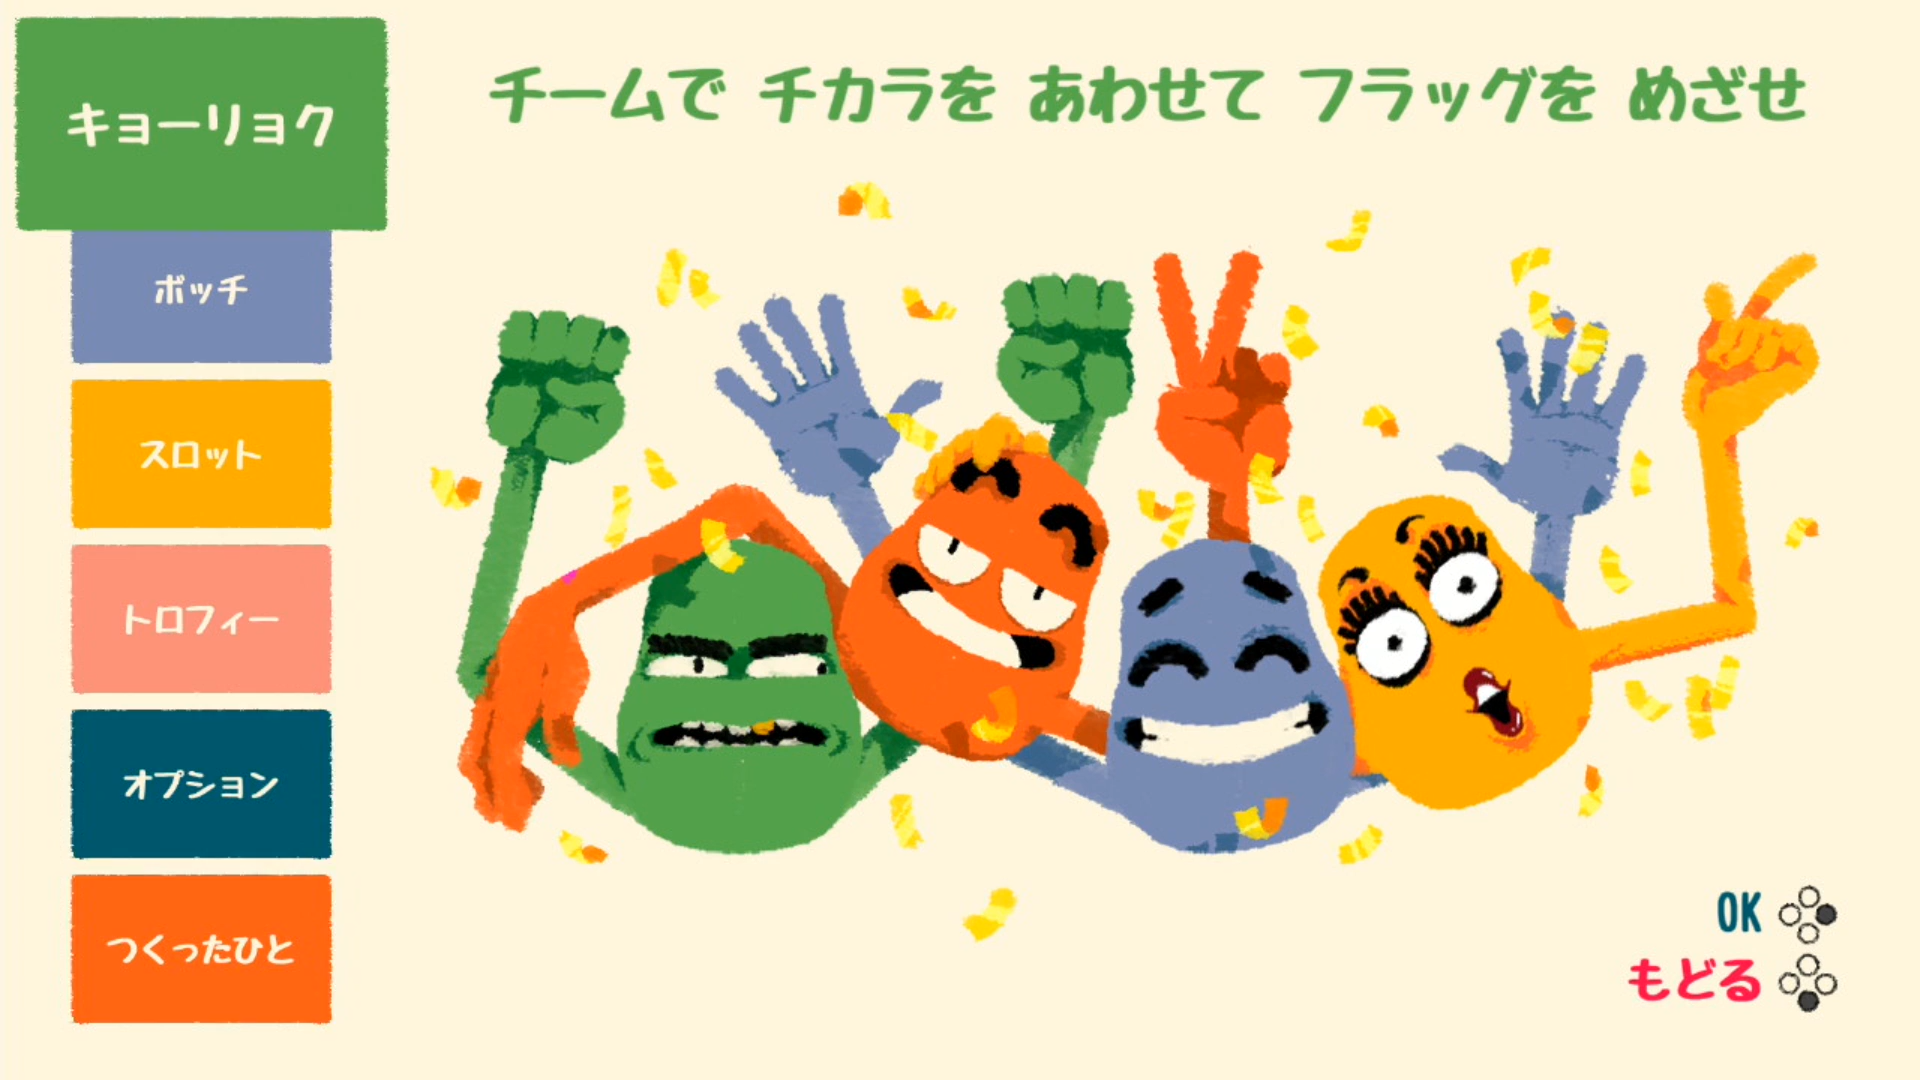 キョーリョク
チームで チカラを あわせて フラッグを めざせ
ボッチ
スロット
トロフィー
オプション
つくったひと
OK
もどる